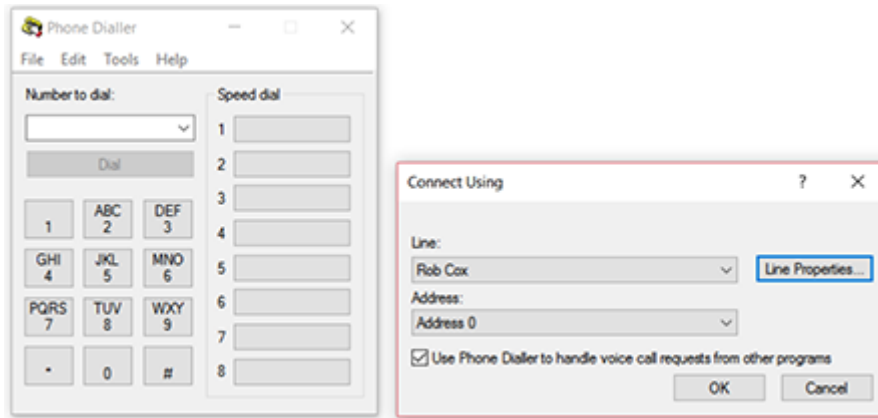 Phone Dialler
File Edit Tools Help
Number to dial:
Dial
1
ABC
2
DEF
3
GHI
4
JKL
5
MNO
6
PQRS
7
TUV
8
WXY
9
*
0
#
Speed dial
1
2
3
4
5
6
7
8
Connect Using ?
Line:
Rob Cox Line Properties...
Address:
Address 0
Use Phone Dialler to handle voice call requests from other programs
OK Cancel